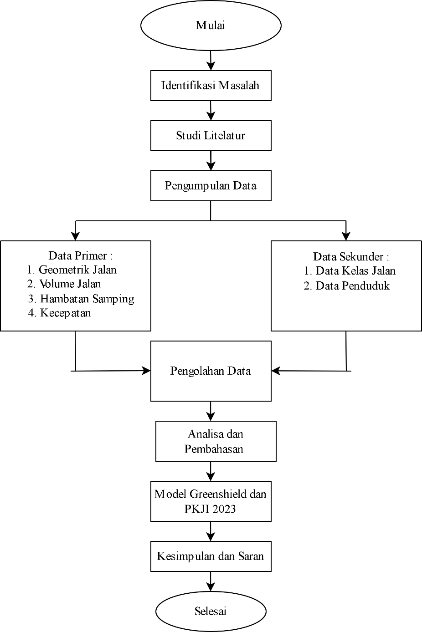 Mulai
Identifikasi Masalah
Studi Litelatur
Pengumpulan Data
Data Primer :
1. Geometrik Jalan
2. Volume Jalan
3. Hambatan Samping
4. Kecepatan
Data Sekunder :
1. Data Kelas Jalan
2. Data Penduduk
Pengolahan Data
Analisa dan
Pembahasan
Model Greenshield dan
PKJI 2023
Kesimpulan dan Saran
Selesai